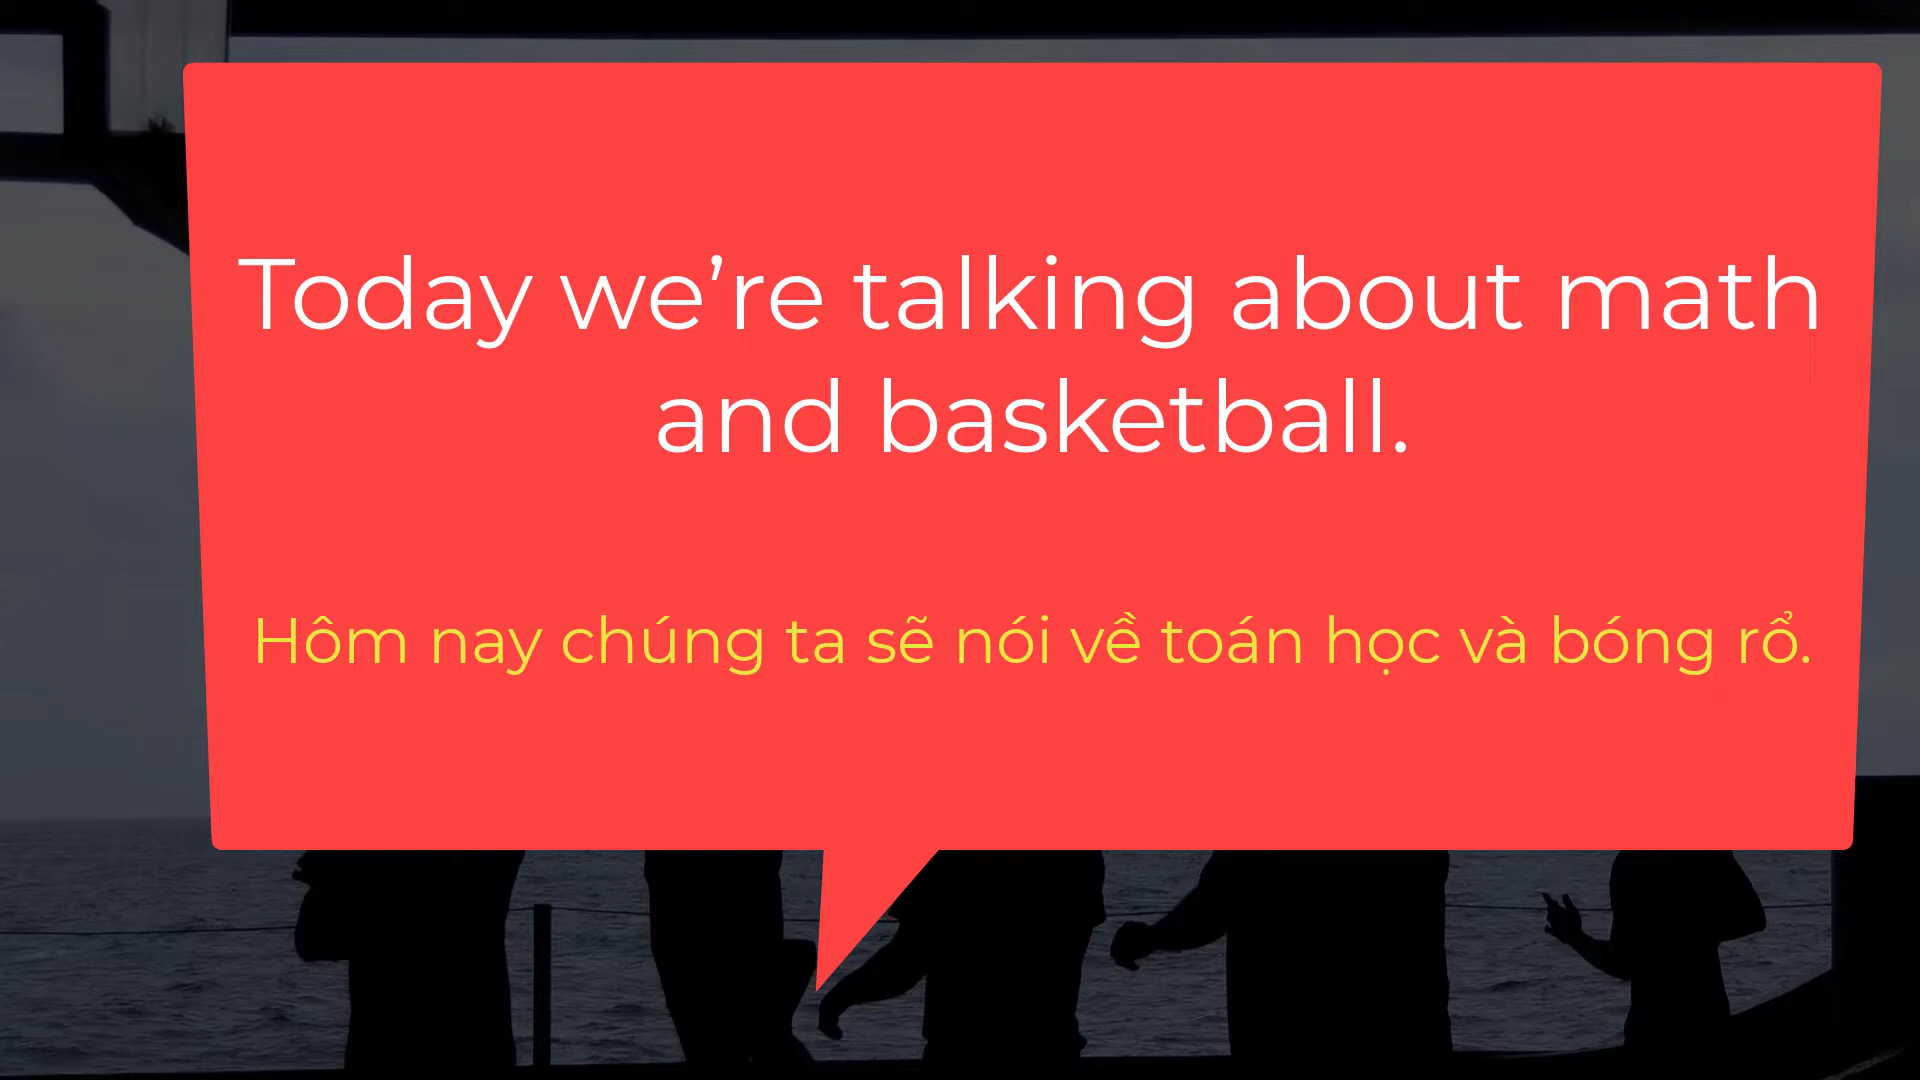 Today we’re talking about math
and basketball.
Hôm nay chúng ta sẽ nói về toán học và bóng rổ.